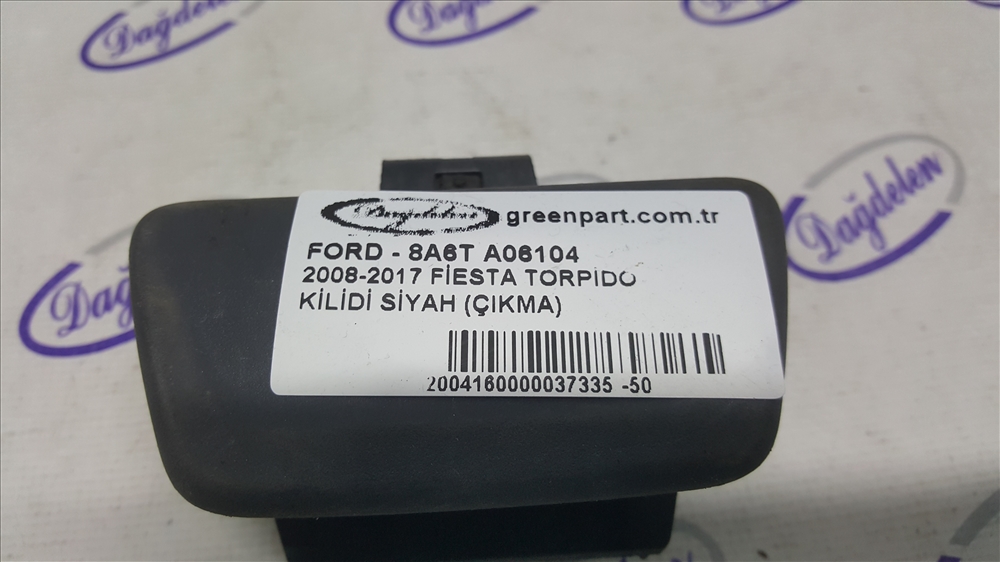 Dağdelen
Dağdelen
Dağdelen greenpart.com.tr
FORD - 8A6T A06104
2008-2017 FİESTA TORPİDO
KİLİDİ SİYAH (ÇIKMA)
2004160000037335 -50
Dağdelen